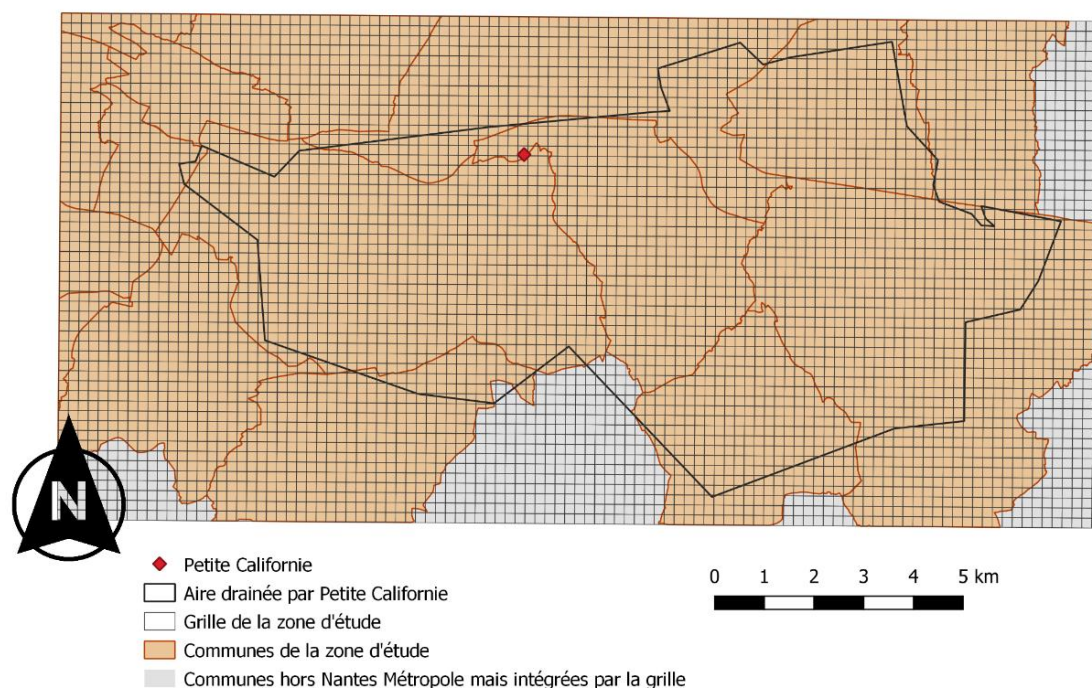 N
Petite Californie
Aire drainée par Petite Californie
Grille de la zone d'étude
Communes de la zone d'étude
Communes hors Nantes Métropole mais intégrées par la grille
0 1 2 3 4 5 km